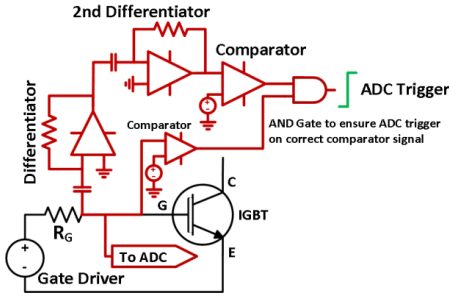 2nd Differentiator
Comparator
ADC Trigger
Differentiator
Comparator
AND Gate to ensure ADC trigger
on correct comparator signal
C
G
IGBT
RG
E
To ADC
Gate Driver